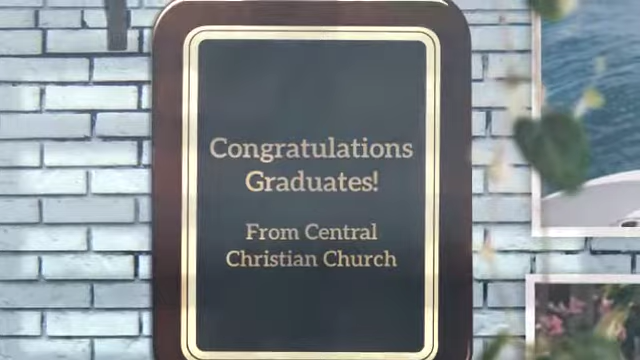 Congratulations
Graduates!
From Central
Christian Church